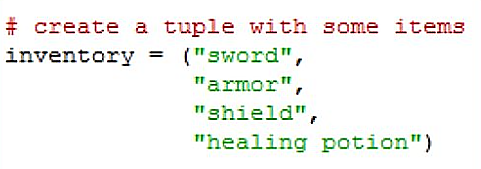 # create a tuple with some items
inventory = ("sword",
"armor",
"shield",
"healing potion")